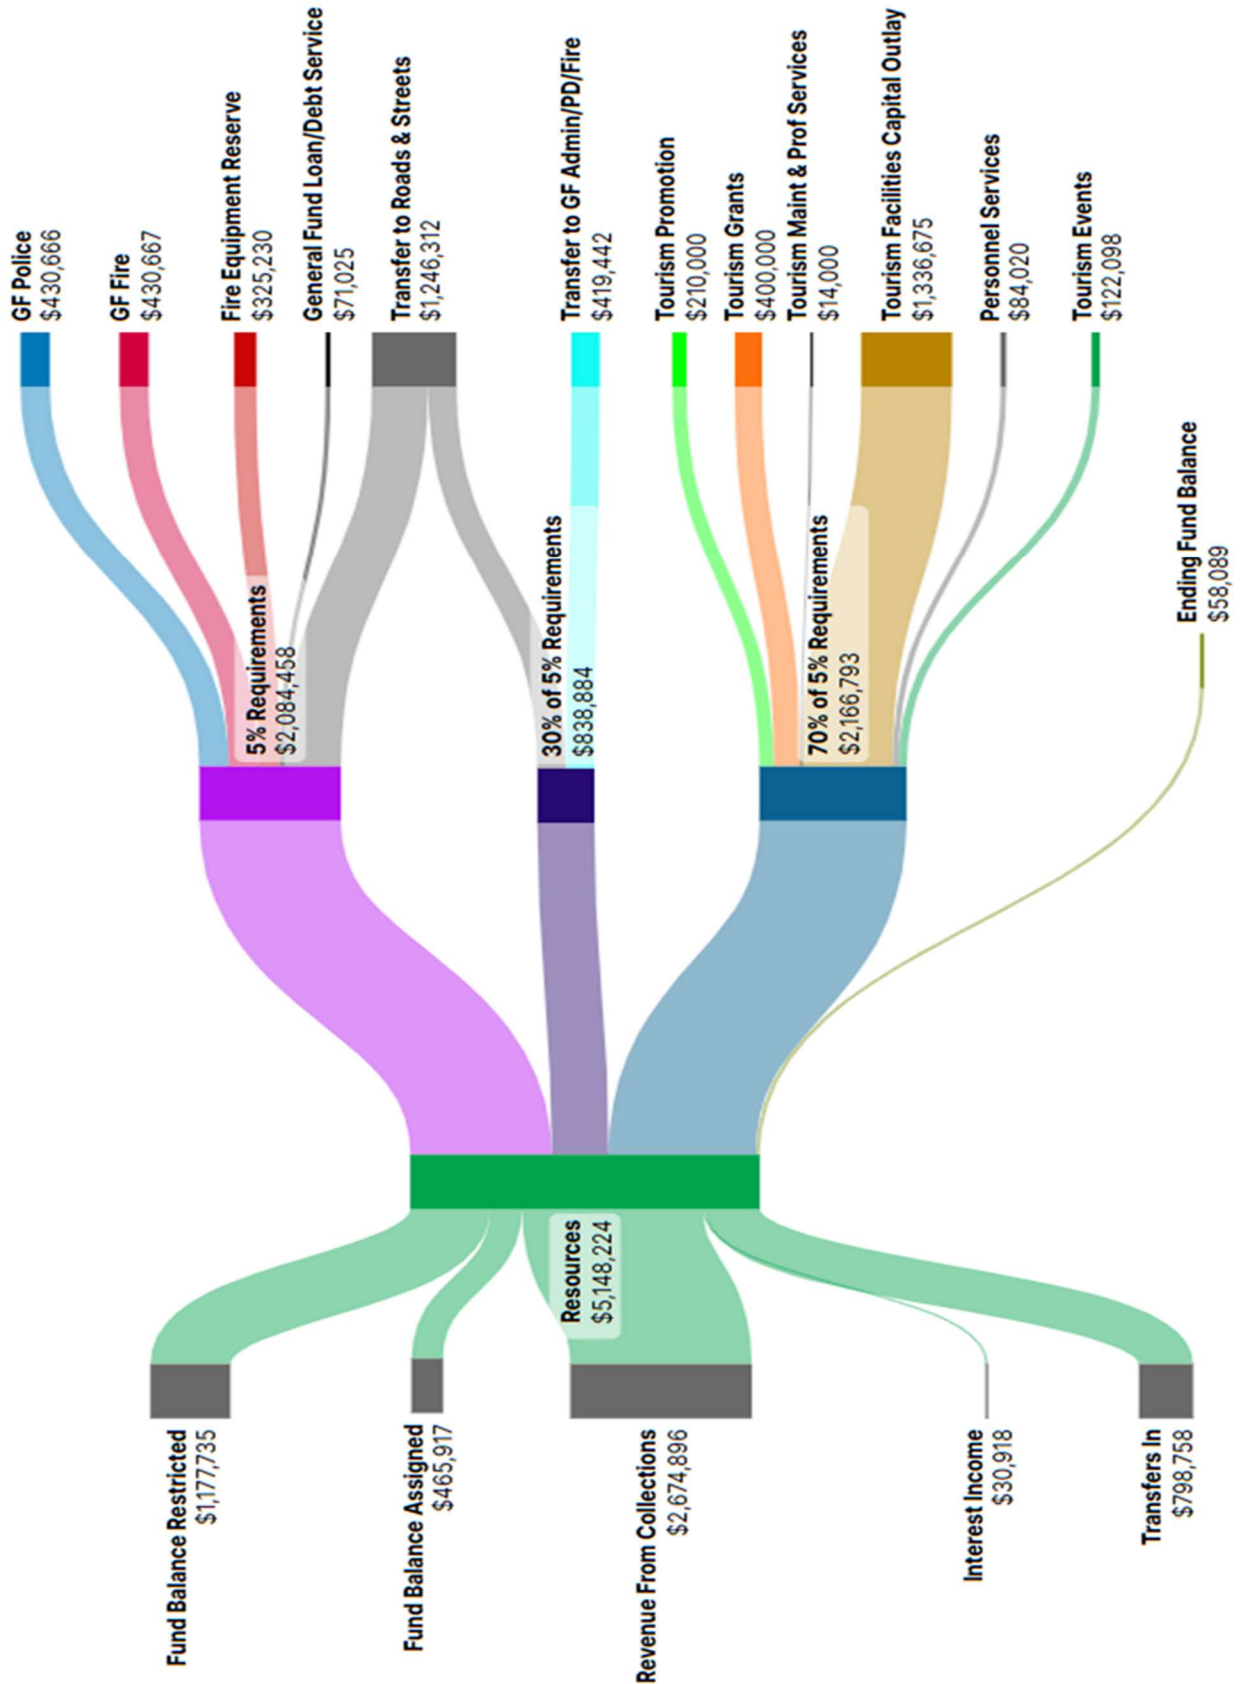 Fund Balance Restricted
$1,177,735
Fund Balance Assigned
$465,917
Revenue From Collections
$2,674,896
Interest Income
$30,918
Transfers In
$798,758
Resources
$5,148,224
5% Requirements
$2,084,458
30% of 5% Requirements
$838,884
70% of 5% Requirements
$2,166,793
Ending Fund Balance
$58,089
GF Police
$430,666
GF Fire
$430,667
Fire Equipment Reserve
$325,230
General Fund Loan/Debt Service
$71,025
Transfer to Roads & Streets
$1,246,312
Transfer to GF Admin/PD/Fire
$419,442
Tourism Promotion
$210,000
Tourism Grants
$400,000
Tourism Maint & Prof Services
$14,000
Tourism Facilities Capital Outlay
$1,336,675
Personnel Services
$84,020
Tourism Events
$122,098